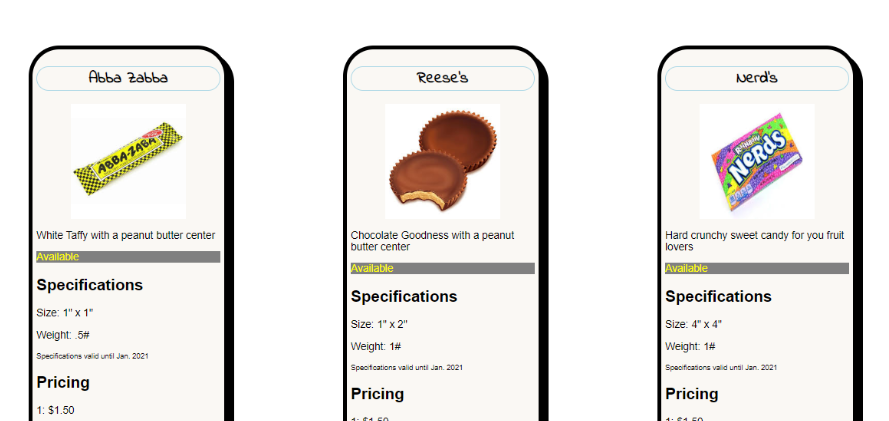 Abba Zabba
ABBA-ZABA
White Taffy with a peanut butter center
Available
Specifications
Size: 1" x 1"
Weight: .5#
Specifications valid until Jan. 2021
Pricing
1: $1.50
Reese's
Chocolate Goodness with a peanut
butter center
Available
Specifications
Size: 1" x 2"
Weight: 1#
Specifications valid until Jan. 2021
Pricing
1: $1.50
Nerd's
RAINBOW
NeRdS
Hard crunchy sweet candy for you fruit
lovers
Available
Specifications
Size: 4" x 4"
Weight: 1#
Specifications valid until Jan. 2021
Pricing
1: $1.50